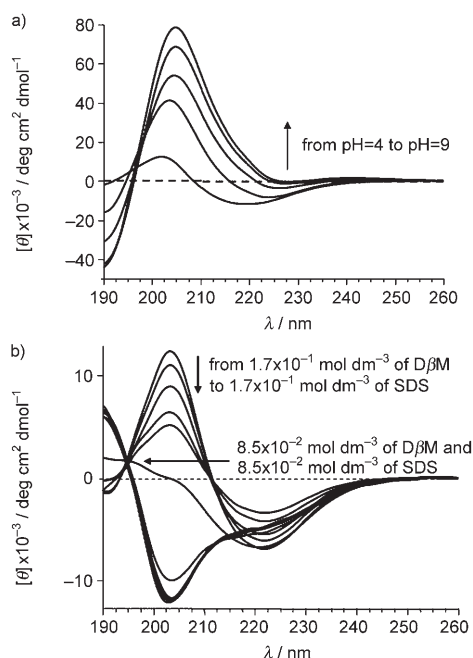 a)
80
60
40
20
0
−20
−40
[θ]×10⁻³ / deg cm² dmol⁻¹
from pH=4 to pH=9
190 200 210 220 230 240 250 260
λ / nm
b)
10
0
−10
[θ]×10⁻³ / deg cm² dmol⁻¹
from 1.7x10⁻¹ mol dm⁻³ of DβM
to 1.7x10⁻¹ mol dm⁻³ of SDS
8.5x10⁻² mol dm⁻³ of DβM and
8.5x10⁻² mol dm⁻³ of SDS
190 200 210 220 230 240 250 260
λ / nm